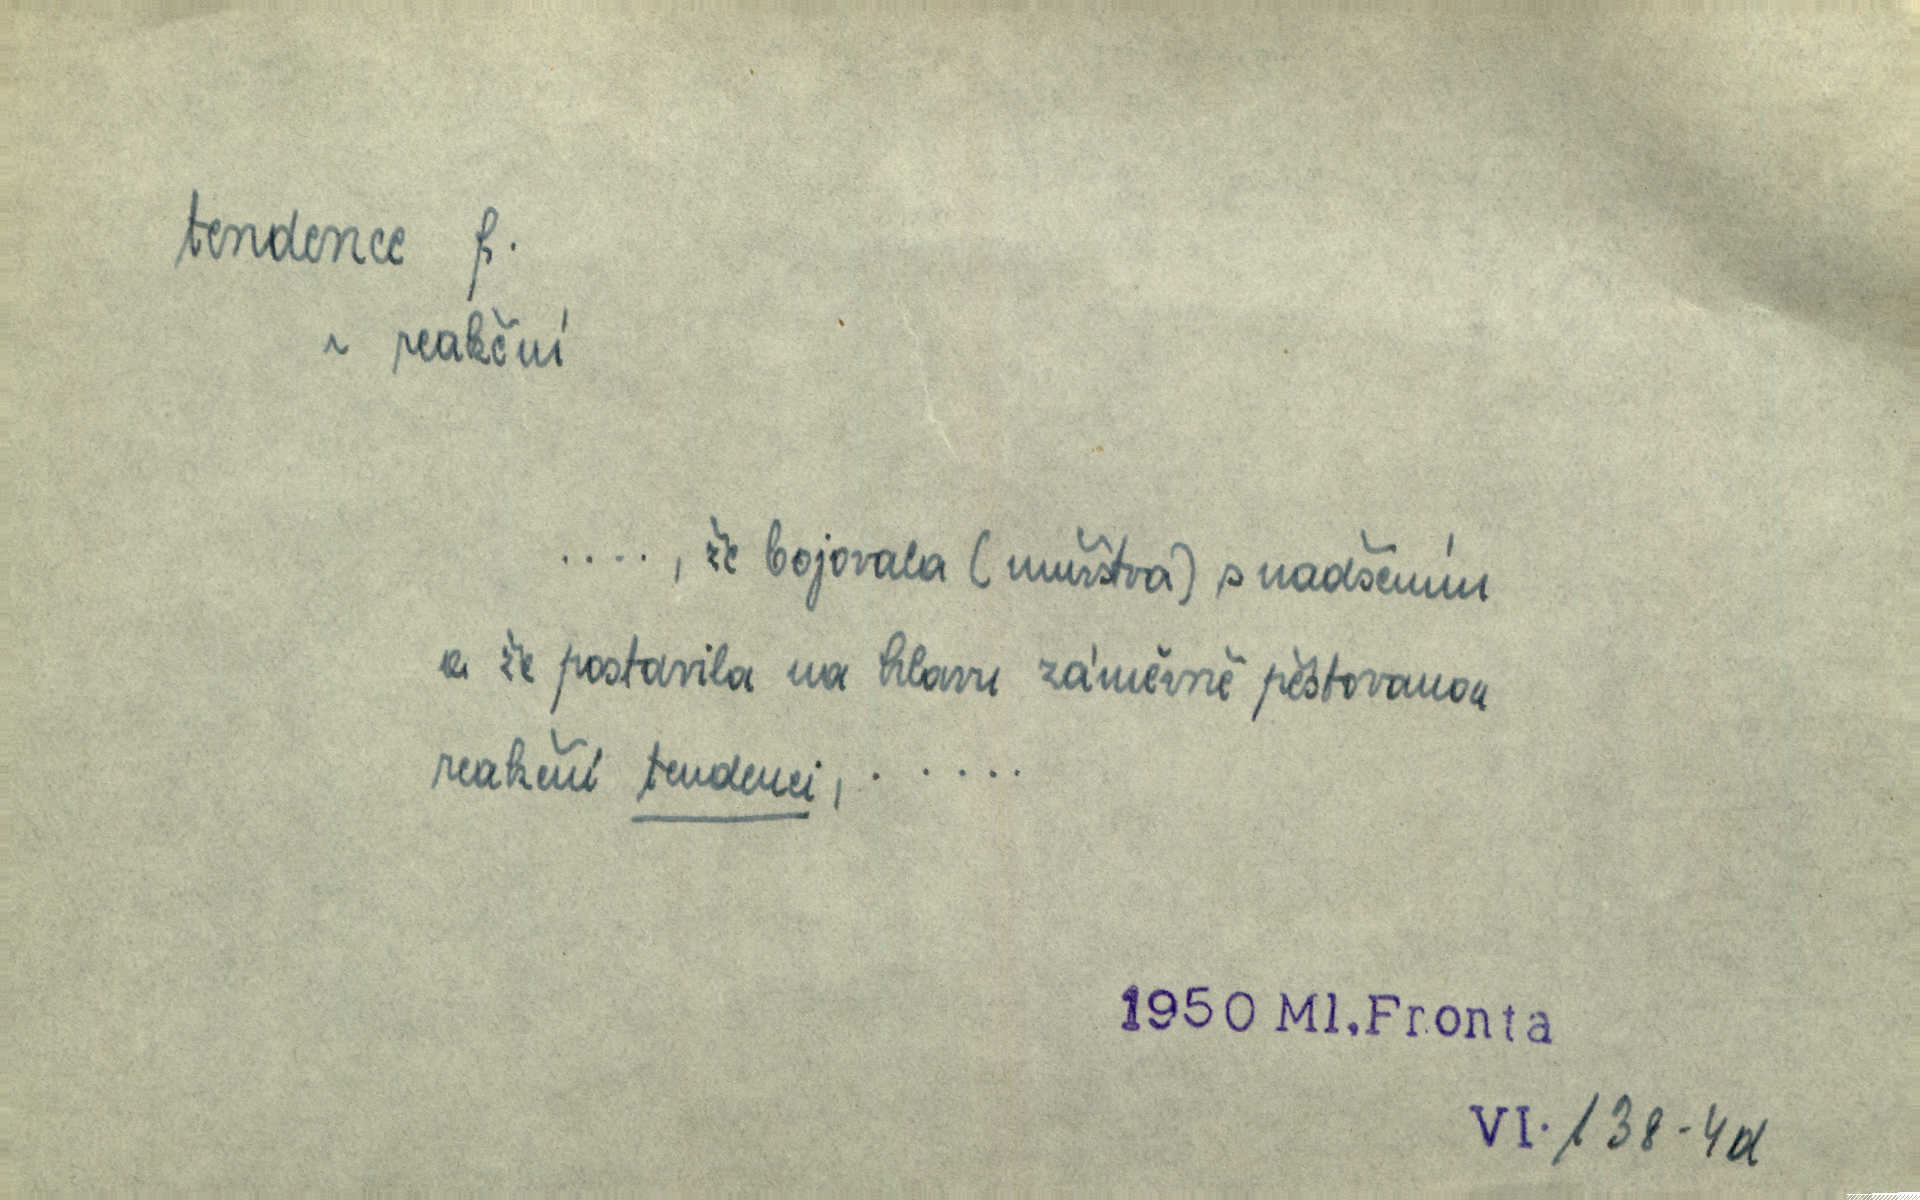 tendence f.
~ reakční
...., že bojovala (mužstva) s nadšením
a že postavila na hlavu záměrně pěstovanou
reakční tendenci, . ....
1950 Ml.Fronta
VI. 138-4d